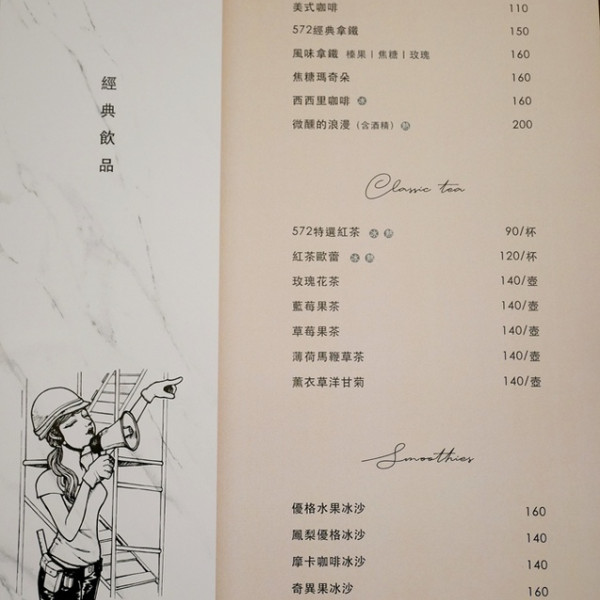 經典飲品
美式咖啡 110
572經典拿鐵 150
風味拿鐵 榛果｜焦糖｜玫瑰 160
焦糖瑪奇朵 160
西西里咖啡 冰 160
微醺的浪漫（含酒精） 熱 200
Classic tea
572特選紅茶 冰 熱 90/杯
紅茶歐蕾 冰 熱 120/杯
玫瑰花茶 140/壺
藍莓果茶 140/壺
草莓果茶 140/壺
薄荷馬鞭草茶 140/壺
薰衣草洋甘菊 140/壺
Smoothies
優格水果冰沙 160
鳳梨優格冰沙 140
摩卡咖啡冰沙 140
奇異果冰沙 160